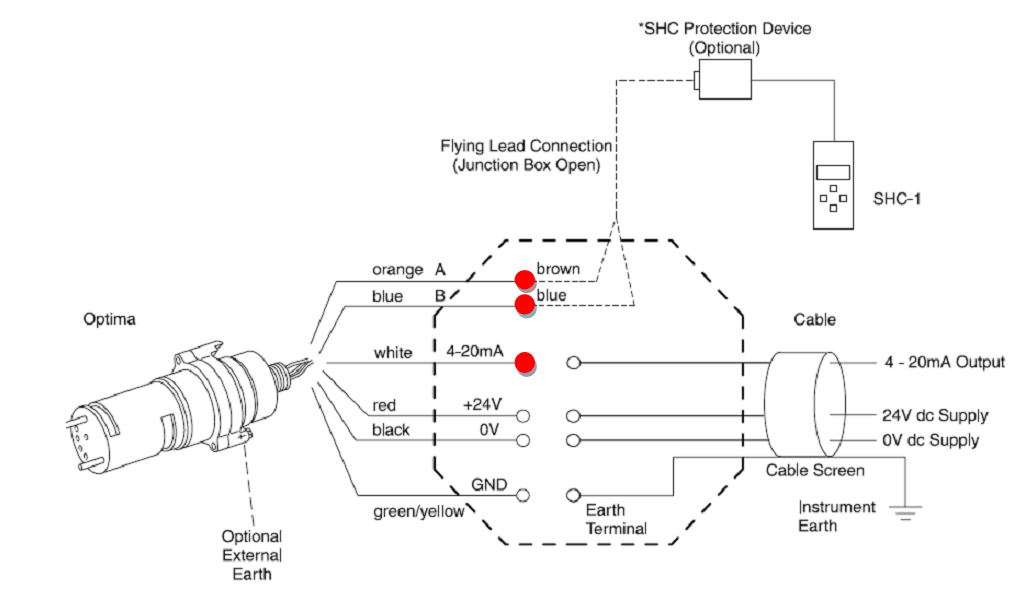 *SHC Protection Device
(Optional)
Flying Lead Connection
(Junction Box Open)
SHC-1
orange A
brown
blue B
blue
Optima
Cable
white 4-20mA
4 - 20mA Output
red +24V
24V dc Supply
black 0V
0V dc Supply
Cable Screen
GND
green/yellow
Earth
Terminal
Instrument
Earth
Optional
External
Earth